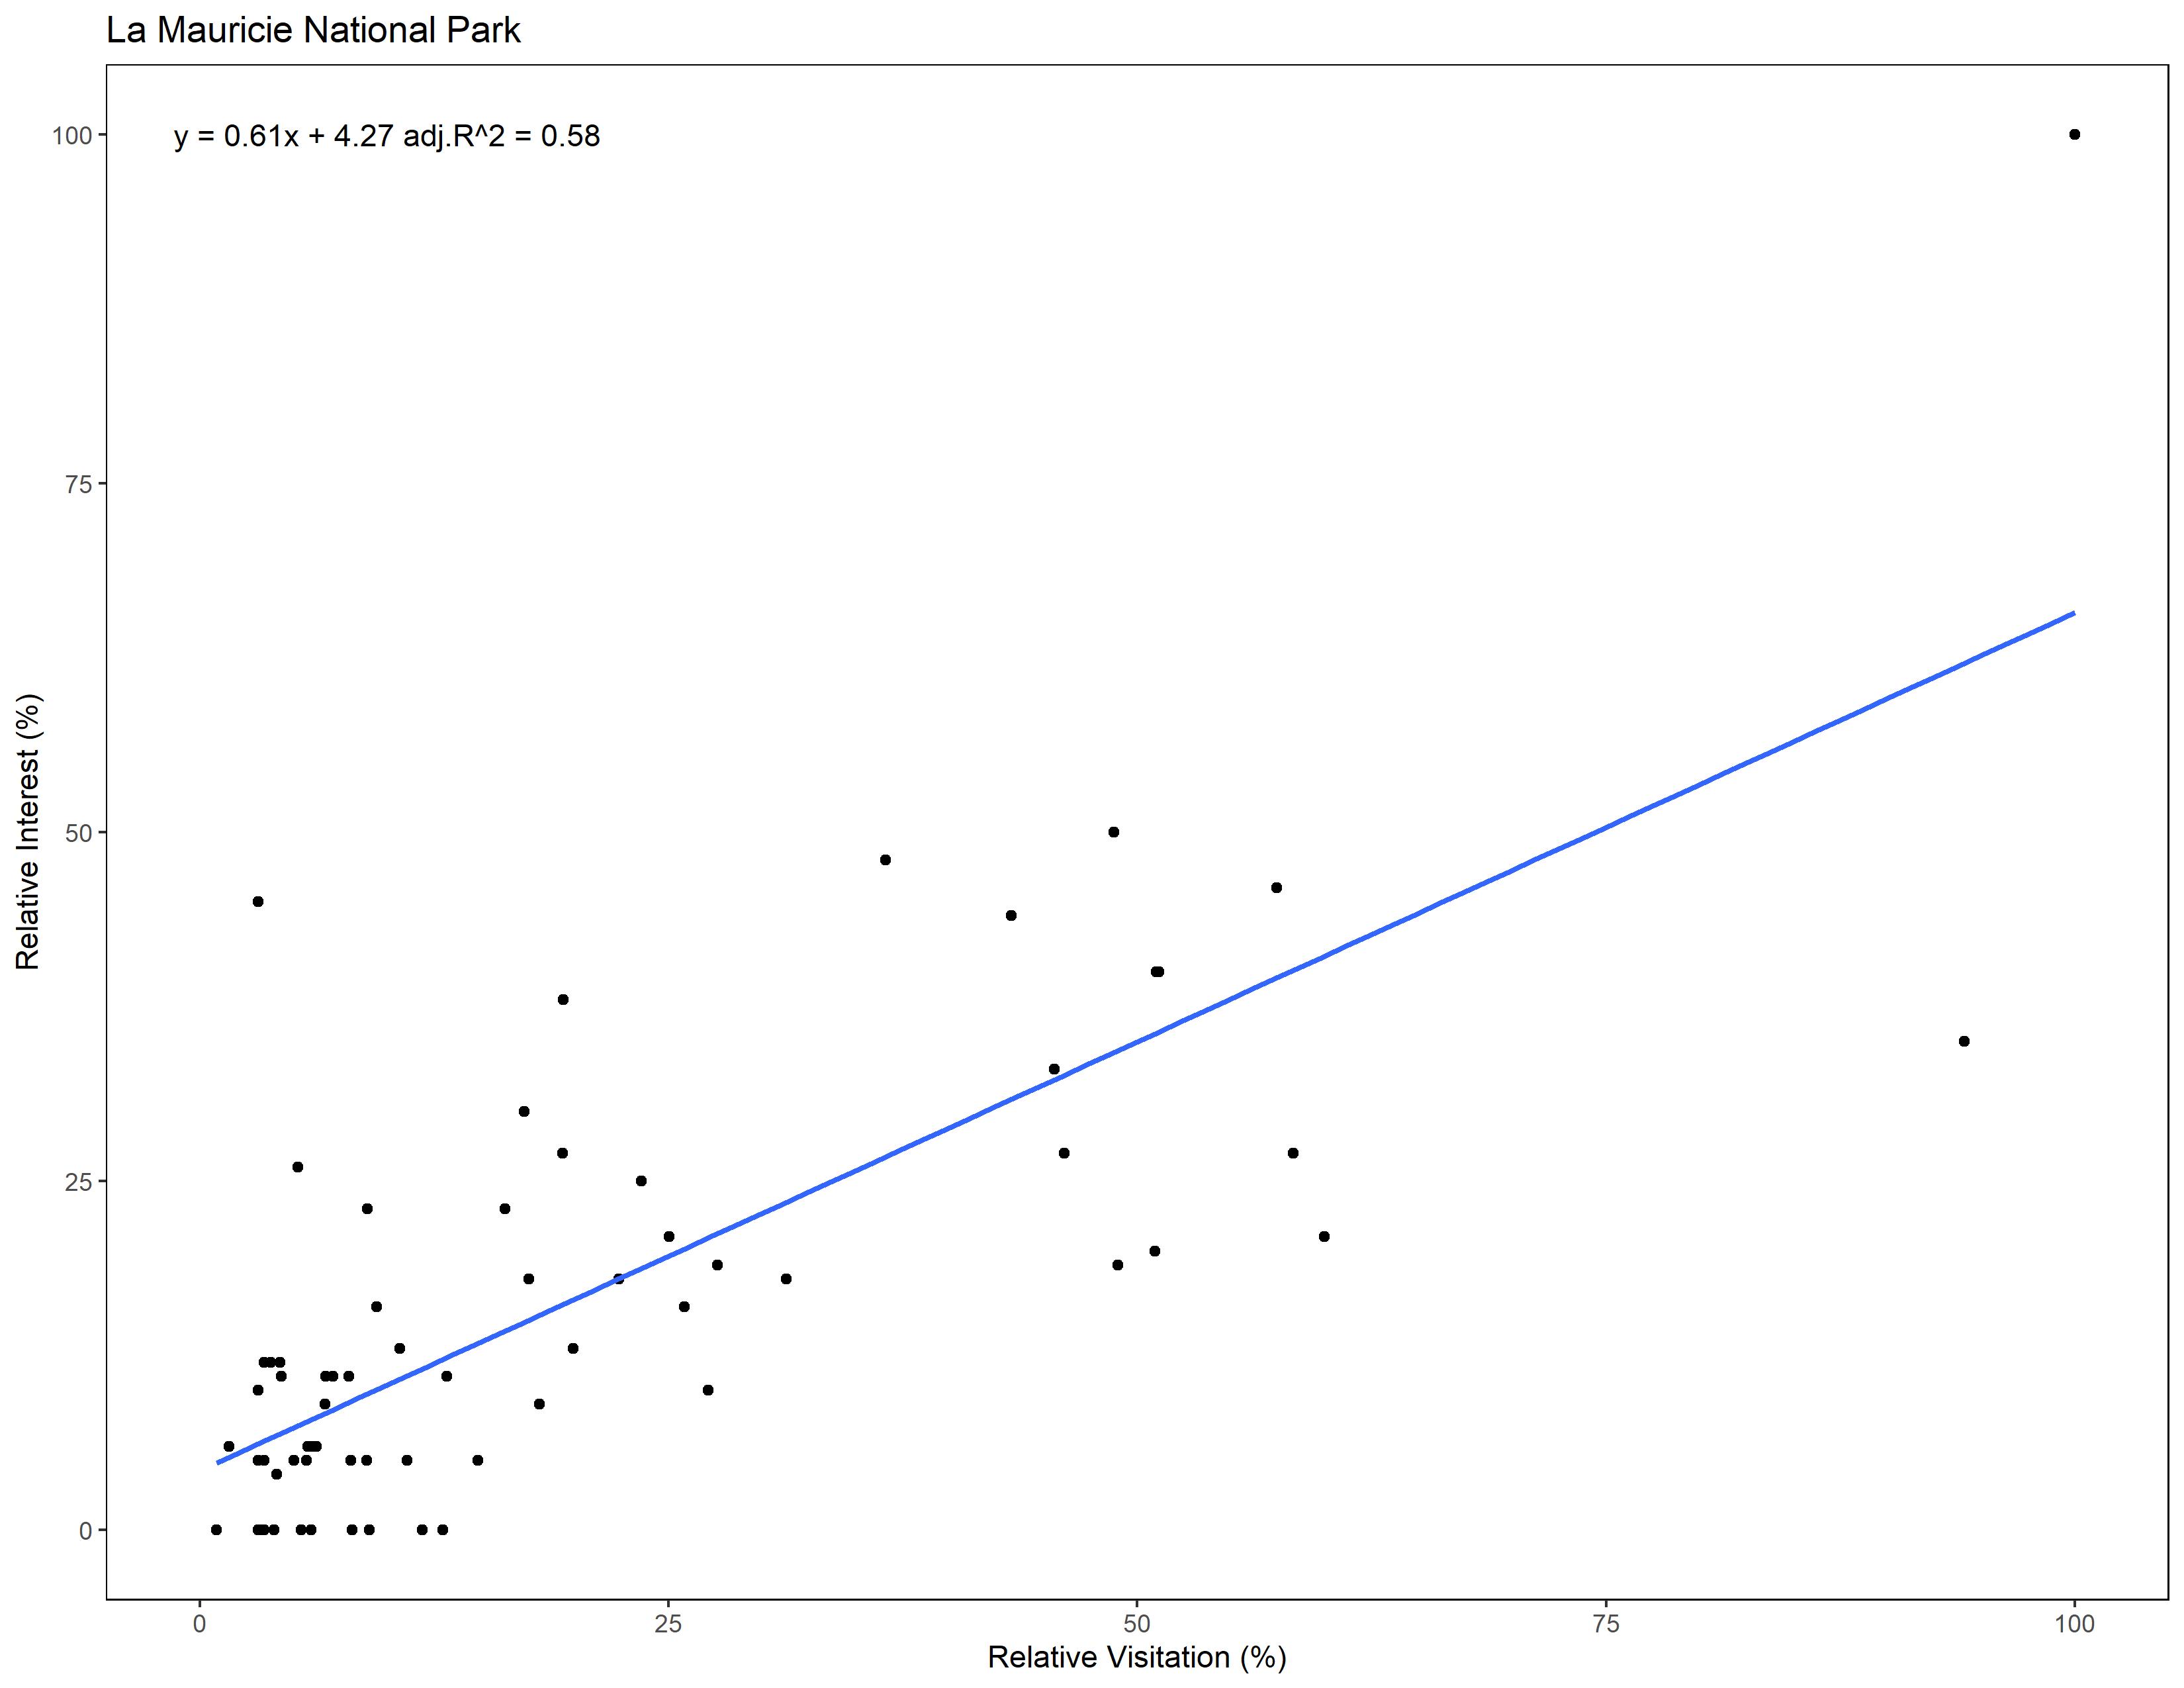 La Mauricie National Park
y = 0.61x + 4.27 adj.R^2 = 0.58
100
75
50
25
0
Relative Interest (%)
0 25 50 75 100
Relative Visitation (%)